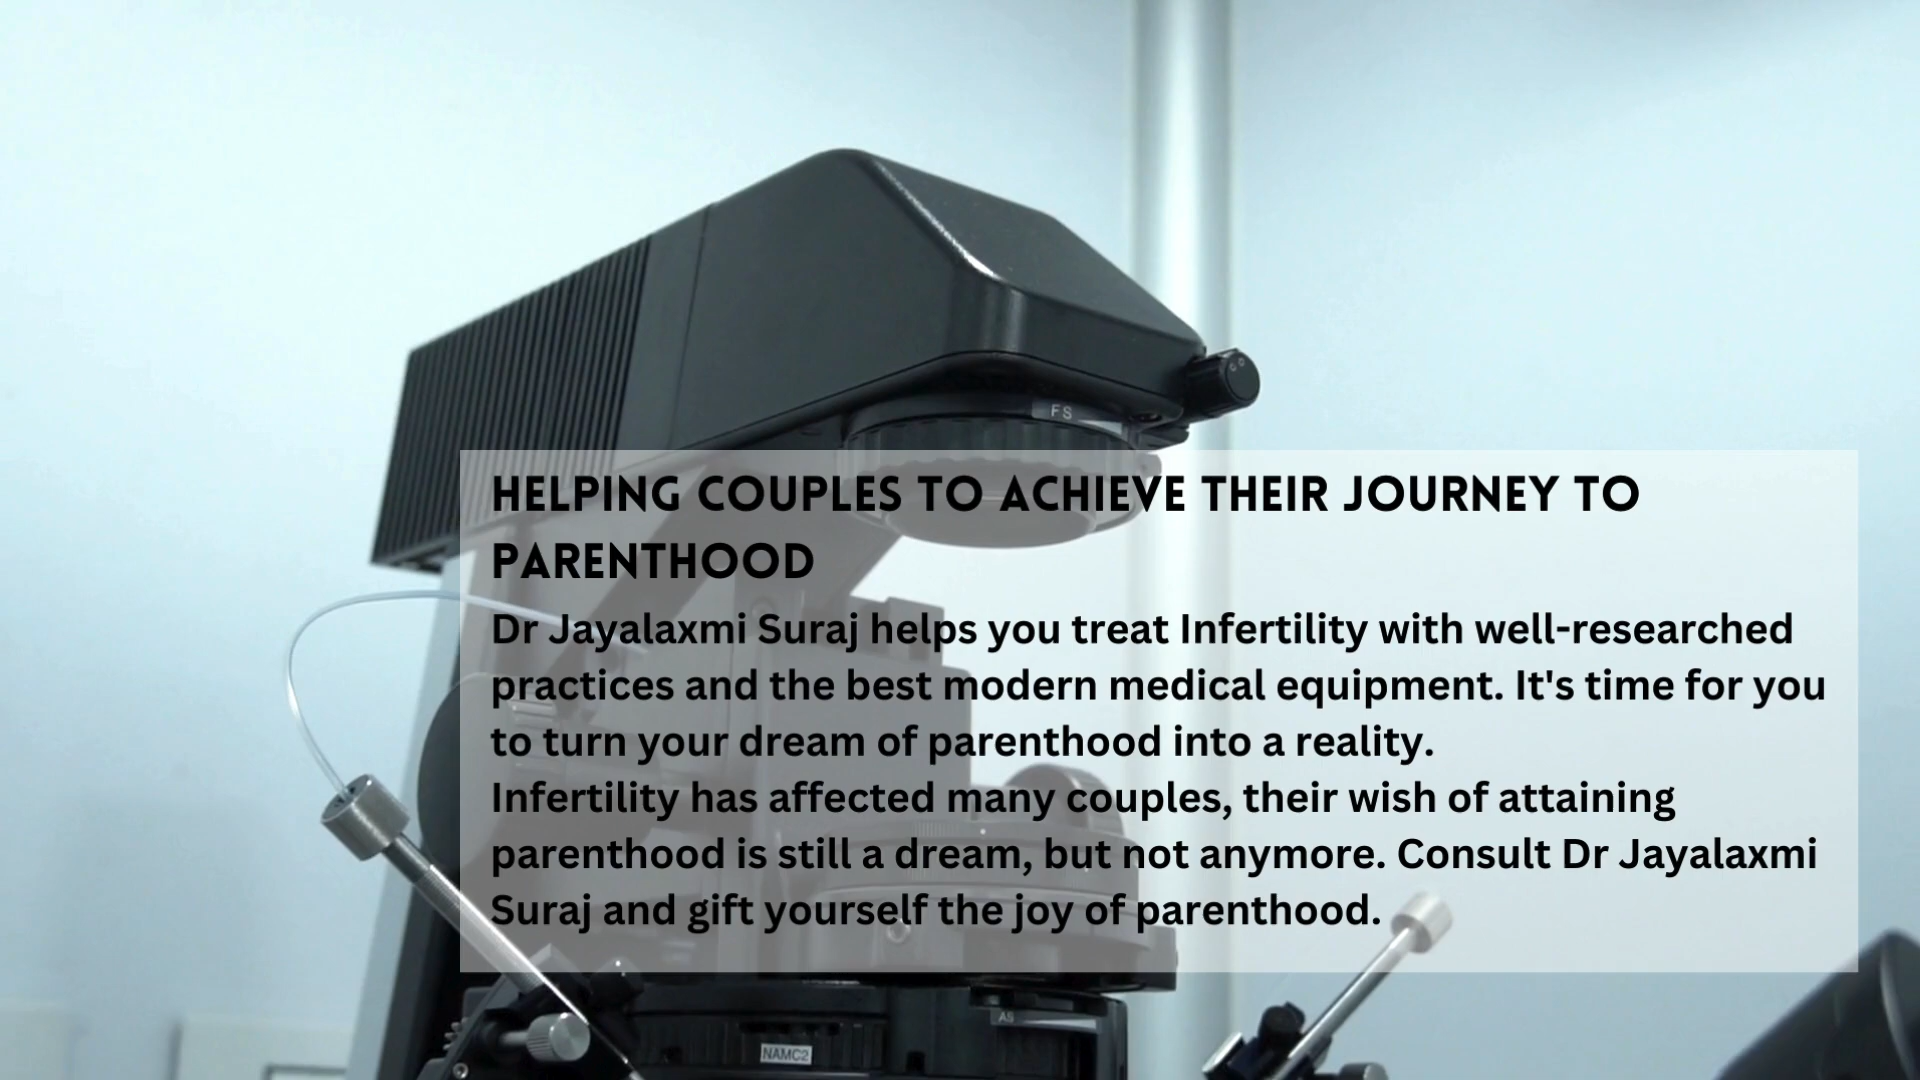 FS
HELPING COUPLES TO ACHIEVE THEIR JOURNEY TO
PARENTHOOD
Dr Jayalaxmi Suraj helps you treat Infertility with well-researched
practices and the best modern medical equipment. It's time for you
to turn your dream of parenthood into a reality.
Infertility has affected many couples, their wish of attaining
parenthood is still a dream, but not anymore. Consult Dr Jayalaxmi
Suraj and gift yourself the joy of parenthood.
AS
NAMC2